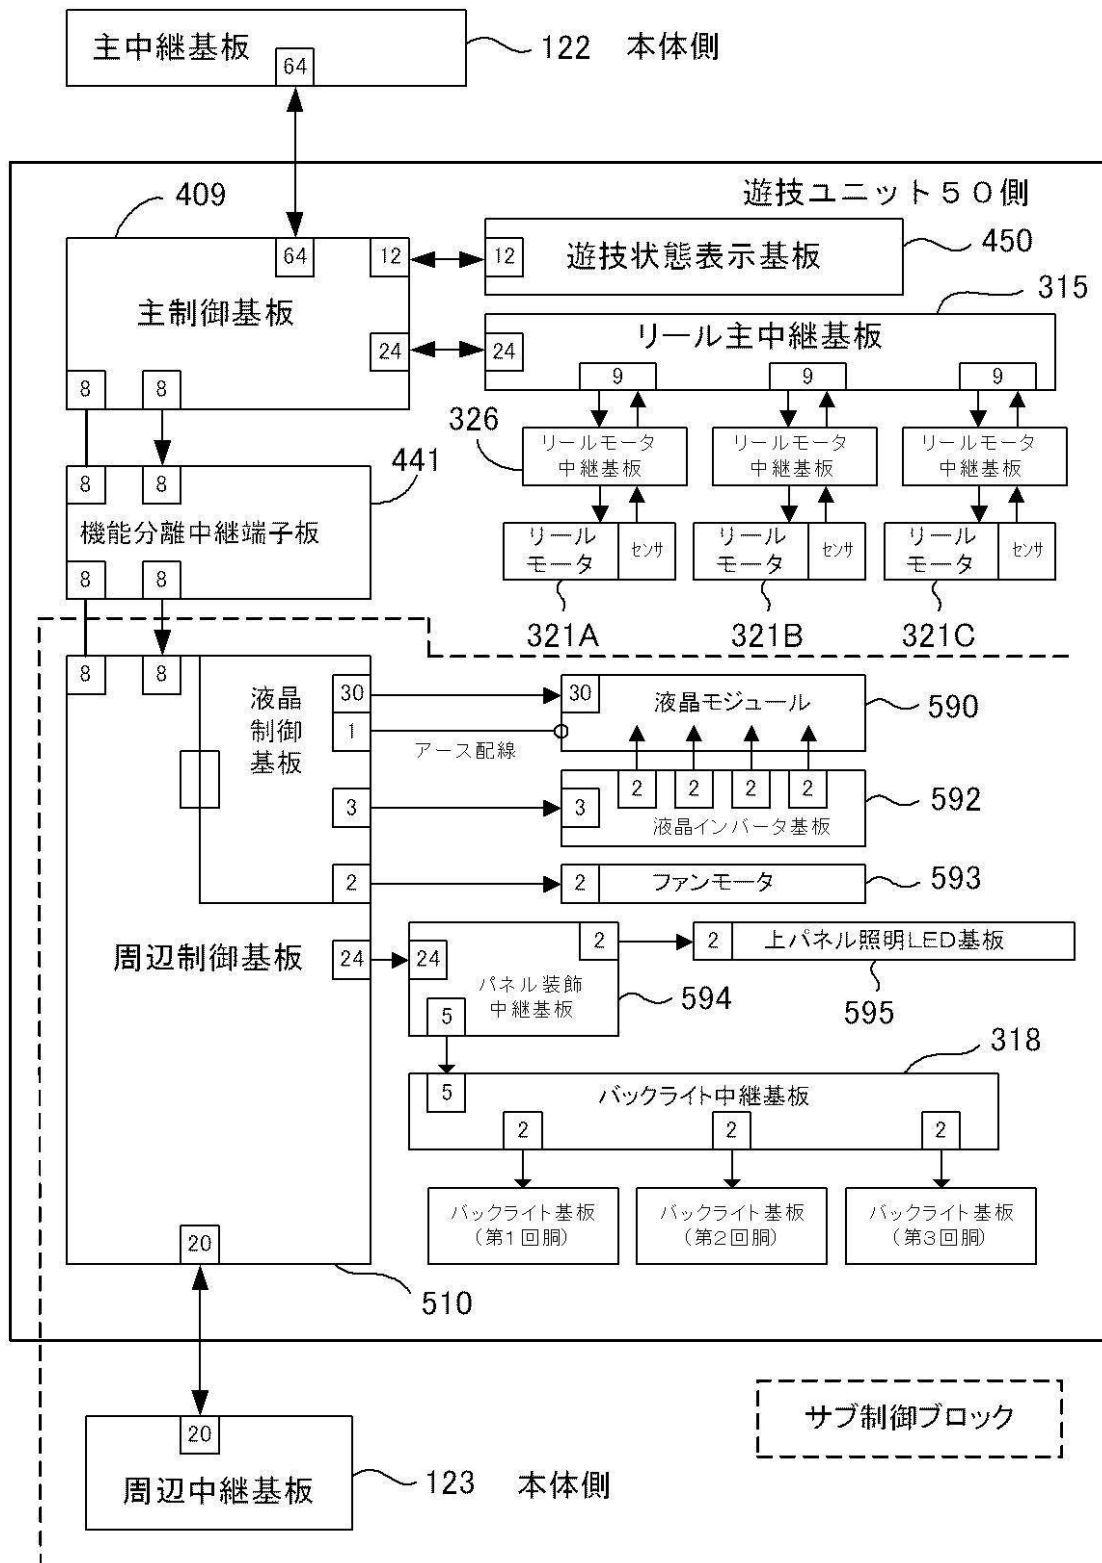 主中継基板
64
122 本体側
遊技ユニット50側
409
64
12
12
遊技状態表示基板
450
主制御基板
24
24
リール主中継基板
315
8
8
9
9
9
326
リールモータ
中継基板
リールモータ
中継基板
リールモータ
中継基板
8
8
441
機能分離中継端子板
8
8
リール
モータ
センサ
リール
モータ
センサ
リール
モータ
センサ
321A
321B
321C
8
8
液晶
制御
基板
30
30
液晶モジュール
590
1
アース配線
3
3
2
2
2
2
液晶インバータ基板
592
2
2
ファンモータ
593
周辺制御基板
24
24
2
2
上パネル照明LED基板
595
パネル装飾
中継基板
594
5
5
バックライト中継基板
318
2
2
2
バックライト基板
(第1回胴)
バックライト基板
(第2回胴)
バックライト基板
(第3回胴)
20
510
20
周辺中継基板
123 本体側
サブ制御ブロック